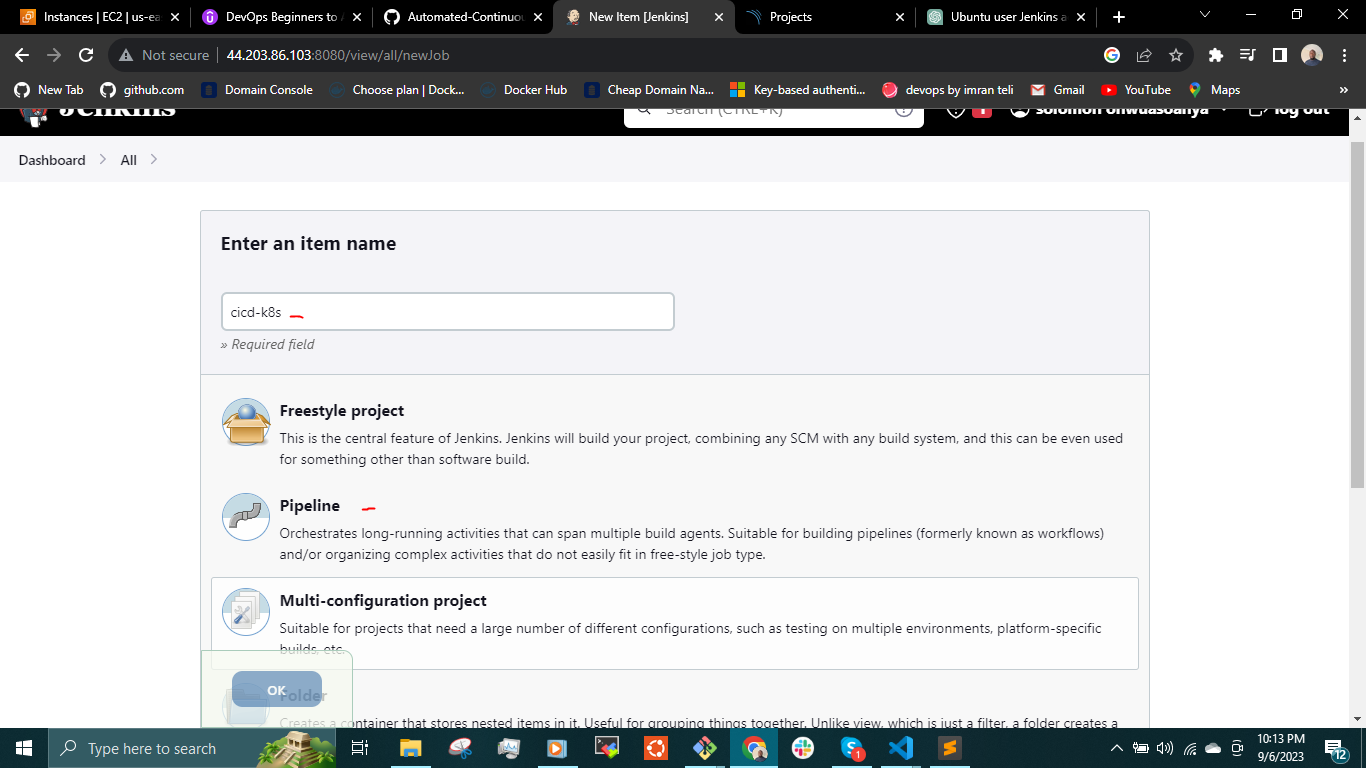 Instances | EC2 | us-ea
DevOps Beginners to A
Automated-Continuou
New Item [Jenkins]
Projects
Ubuntu user Jenkins a
Not secure
44.203.86.103:8080/view/all/newJob
New Tab
github.com
Domain Console
Choose plan | Dock...
Docker Hub
Cheap Domain Na...
Key-based authenti...
devops by imran teli
Gmail
YouTube
Maps
»
Jenkins
Search (CTRL+K)
1
solomon onwuasoanya
log out
Dashboard
All
Enter an item name
cicd-k8s
» Required field
Freestyle project
This is the central feature of Jenkins. Jenkins will build your project, combining any SCM with any build system, and this can be even used
for something other than software build.
Pipeline
Orchestrates long-running activities that can span multiple build agents. Suitable for building pipelines (formerly known as workflows)
and/or organizing complex activities that do not easily fit in free-style job type.
Multi-configuration project
Suitable for projects that need a large number of different configurations, such as testing on multiple environments, platform-specific
builds, etc.
OK
Folder
Creates a container that stores nested items in it. Useful for grouping things together. Unlike view, which is just a filter, a folder creates a
Type here to search
1
10:13 PM
9/6/2023
12